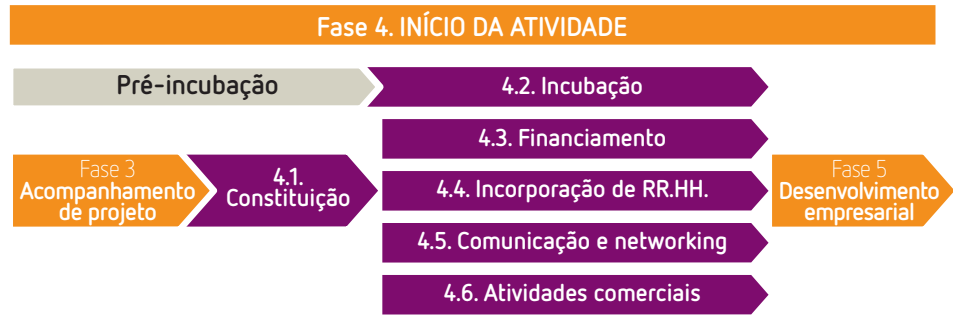 Fase 4. INÍCIO DA ATIVIDADE
Pré-incubação
4.2. Incubação
4.3. Financiamento
Fase 3
Acompanhamento
de projeto
4.1.
Constituição
4.4. Incorporação de RR.HH.
Fase 5
Desenvolvimento
empresarial
4.5. Comunicação e networking
4.6. Atividades comerciais